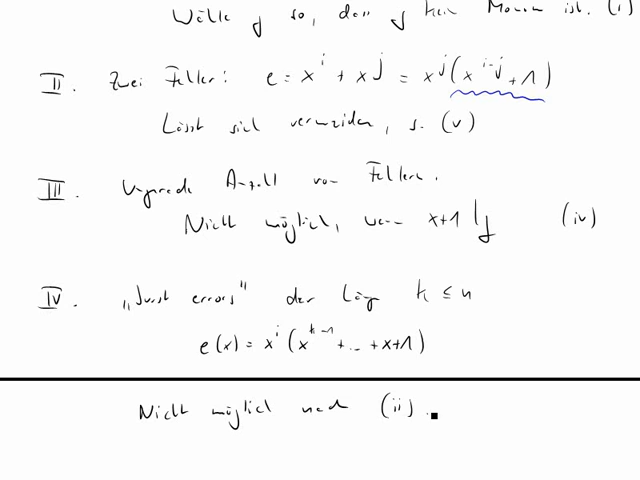 Wähle g so, dass g kein Monom ist. (i)
II. Zwei Fehler: e = x^i + x^j = x^j (x^{i-j} + 1)
Lässt sich vermeiden, s. (v)
III. Ungerade Anzahl von Fehlern.
Nicht möglich, wenn x+1 | g (iv)
IV. „Burst errors" der Länge k ≤ n
e(x) = x^i (x^{k-1} + ... + x + 1)
Nicht möglich nach (ii).